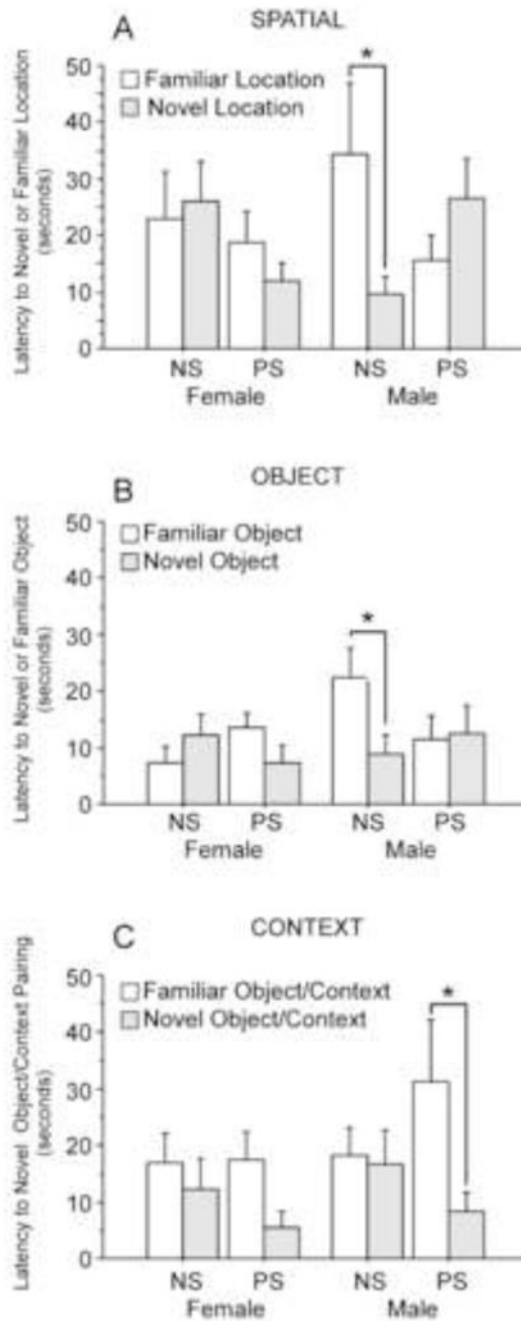 A
SPATIAL
*
50
40
30
20
10
0
Familiar Location
Novel Location
Latency to Novel or Familiar Location
(seconds)
NS PS NS PS
Female Male
B
OBJECT
*
50
40
30
20
10
0
Familiar Object
Novel Object
Latency to Novel or Familiar Object
(seconds)
NS PS NS PS
Female Male
C
CONTEXT
*
50
40
30
20
10
0
Familiar Object/Context
Novel Object/Context
Latency to Novel Object/Context Pairing
(seconds)
NS PS NS PS
Female Male